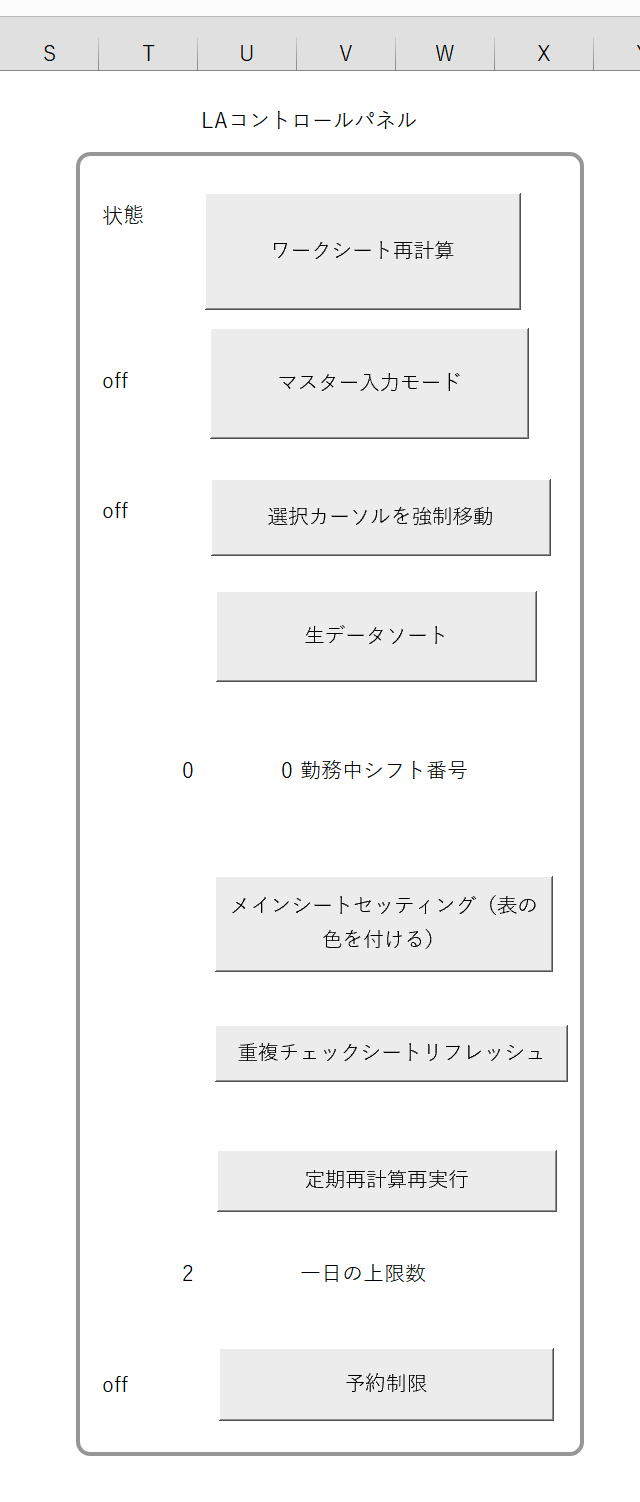 S T U V W X
LAコントロールパネル
状態
ワークシート再計算
off
マスター入力モード
off
選択カーソルを強制移動
生データソート
0 0 勤務中シフト番号
メインシートセッティング（表の
色を付ける）
重複チェックシートリフレッシュ
定期再計算再実行
2 一日の上限数
off
予約制限